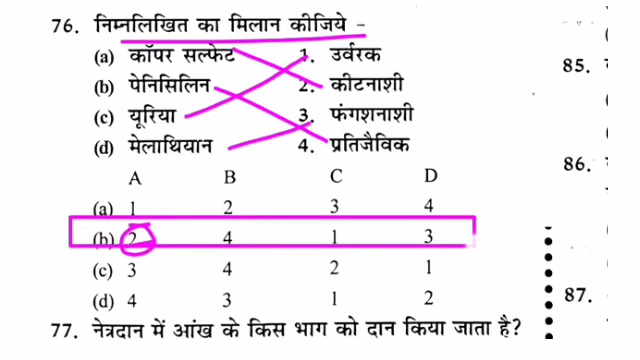 76. निम्नलिखित का मिलान कीजिये -
(a) कॉपर सल्फेट 1. उर्वरक
(b) पेनिसिलिन 2. कीटनाशी
(c) यूरिया 3. फंगशनाशी
(d) मेलाथियान 4. प्रतिजैविक
A B C D
(a) 1 2 3 4
(b) 2 4 1 3
(c) 3 4 2 1
(d) 4 3 1 2
77. नेत्रदान में आंख के किस भाग को दान किया जाता है?
85.
86.
87.